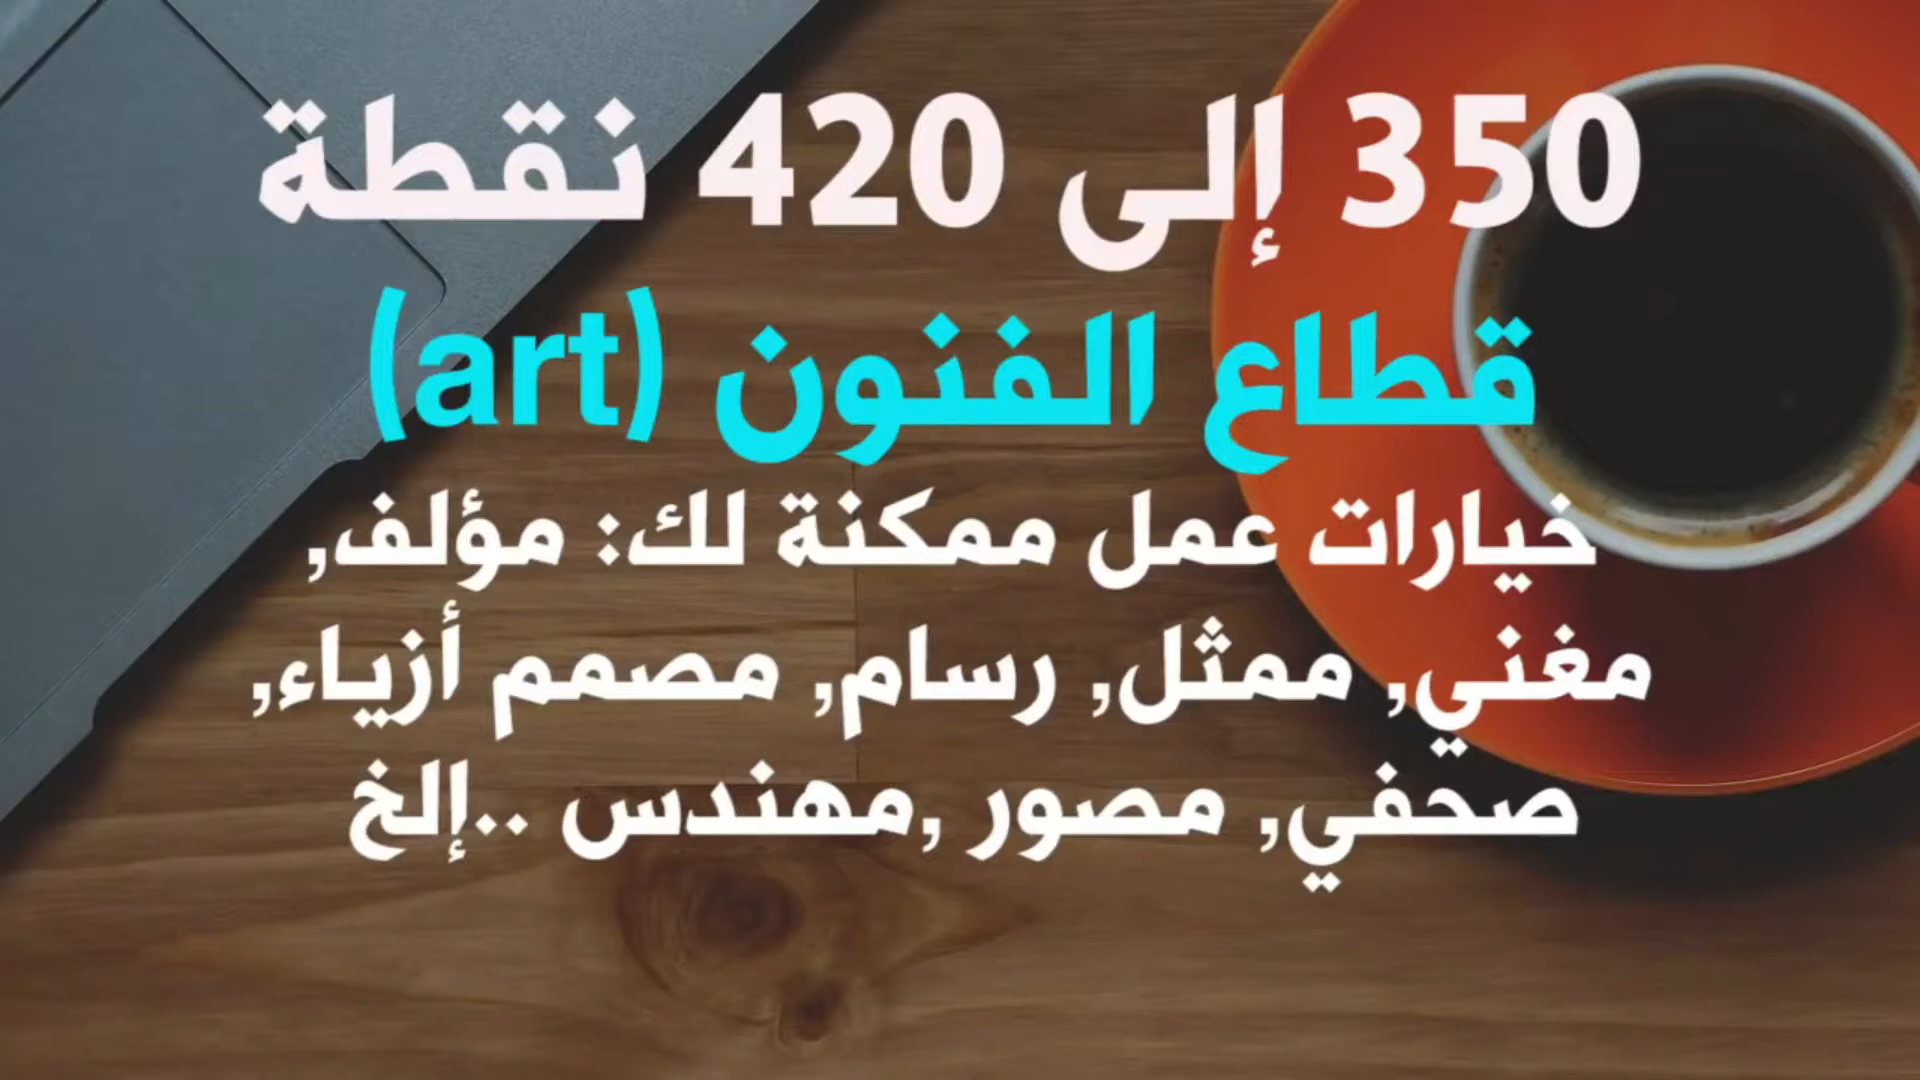 350 إلى 420 نقطة
قطاع الفنون (art)
خيارات عمل ممكنة لك: مؤلف,
مغني, ممثل, رسام, مصمم أزياء,
صحفي, مصور ,مهندس ..إلخ